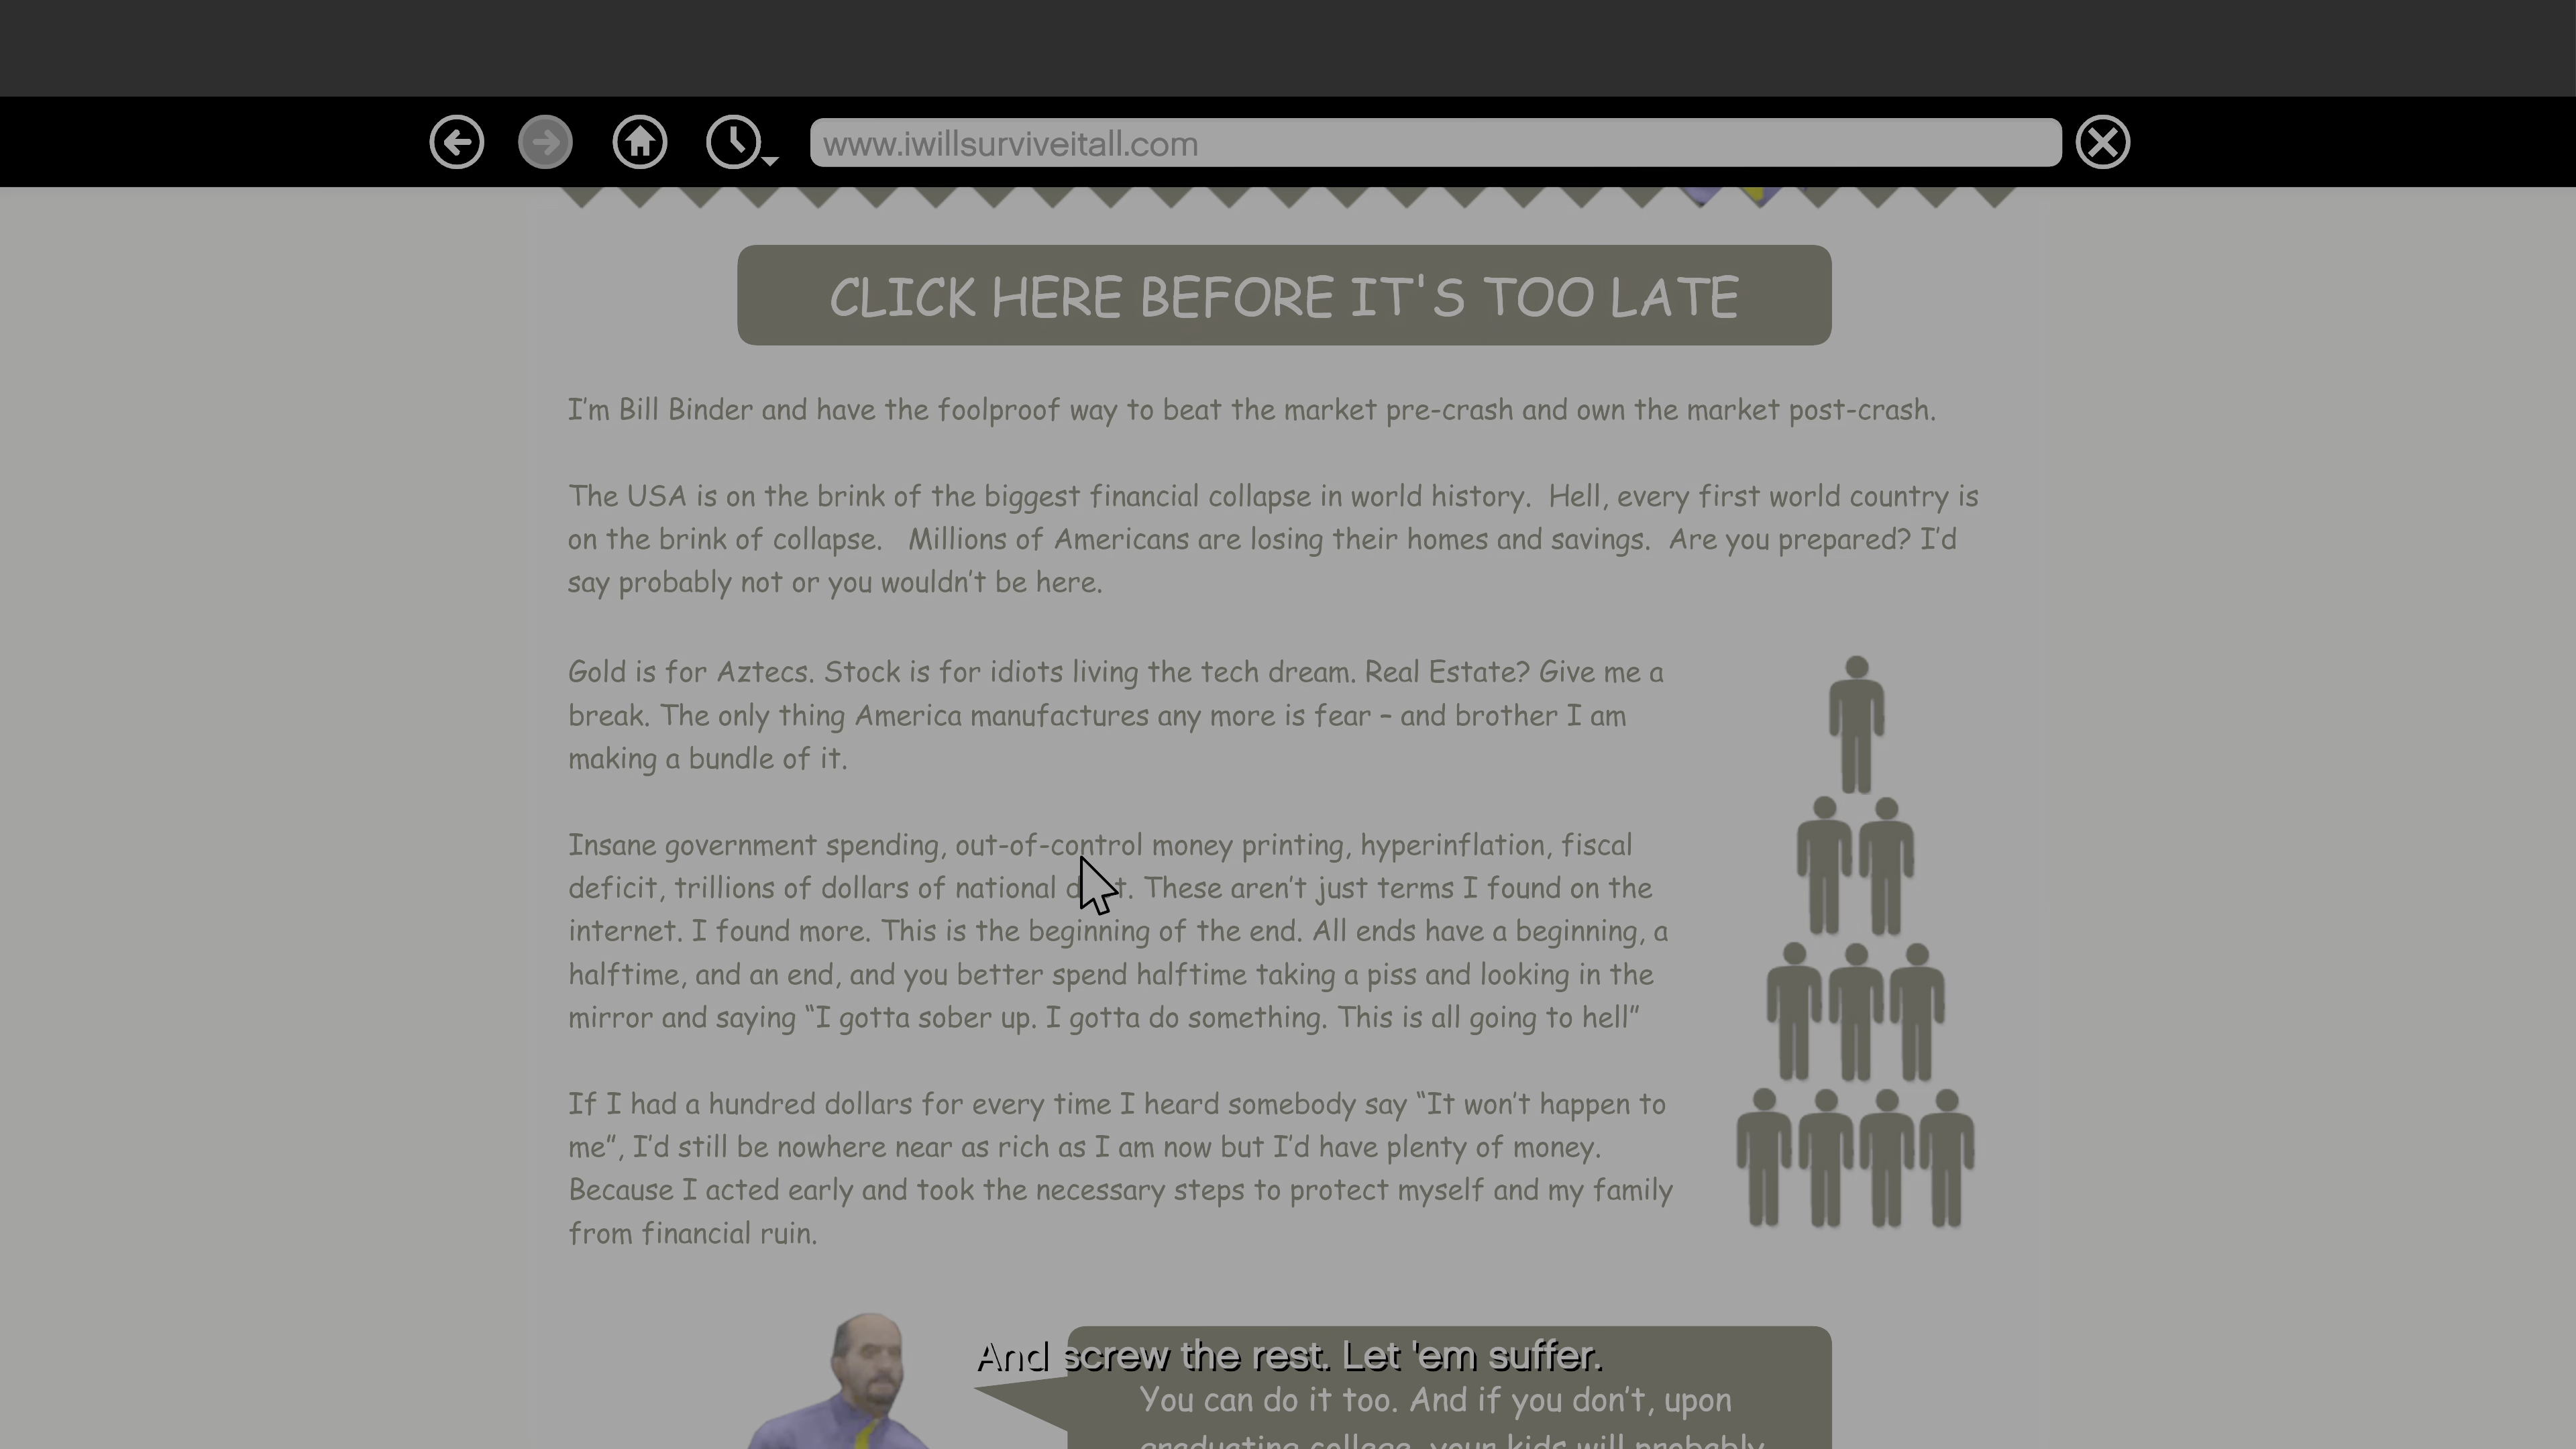 www.iwillsurviveitall.com
CLICK HERE BEFORE IT'S TOO LATE
I'm Bill Binder and have the foolproof way to beat the market pre-crash and own the market post-crash.
The USA is on the brink of the biggest financial collapse in world history.  Hell, every first world country is
on the brink of collapse.   Millions of Americans are losing their homes and savings.  Are you prepared? I'd
say probably not or you wouldn't be here.
Gold is for Aztecs. Stock is for idiots living the tech dream. Real Estate? Give me a
break. The only thing America manufactures any more is fear – and brother I am
making a bundle of it.
Insane government spending, out-of-control money printing, hyperinflation, fiscal
deficit, trillions of dollars of national These aren't just terms I found on the
internet. I found more. This is the beginning of the end. All ends have a beginning, a
halftime, and an end, and you better spend halftime taking a piss and looking in the
mirror and saying “I gotta sober up. I gotta do something. This is all going to hell”
If I had a hundred dollars for every time I heard somebody say “It won't happen to
me”, I'd still be nowhere near as rich as I am now but I'd have plenty of money.
Because I acted early and took the necessary steps to protect myself and my family
from financial ruin.
And screw the rest. Let 'em suffer.
You can do it too. And if you don't, upon
graduating college, your kids will probably